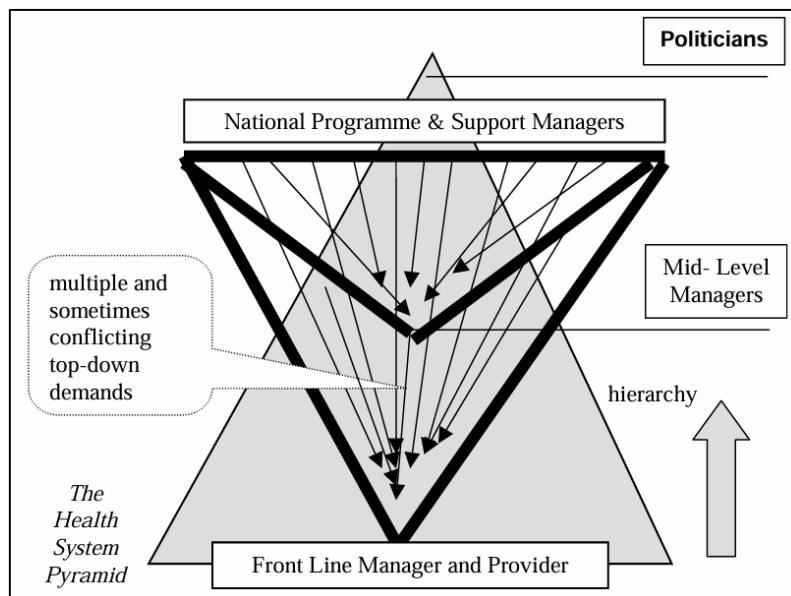 Politicians
National Programme & Support Managers
Mid- Level
Managers
multiple and
sometimes
conflicting
top-down
demands
hierarchy
The
Health
System
Pyramid
Front Line Manager and Provider